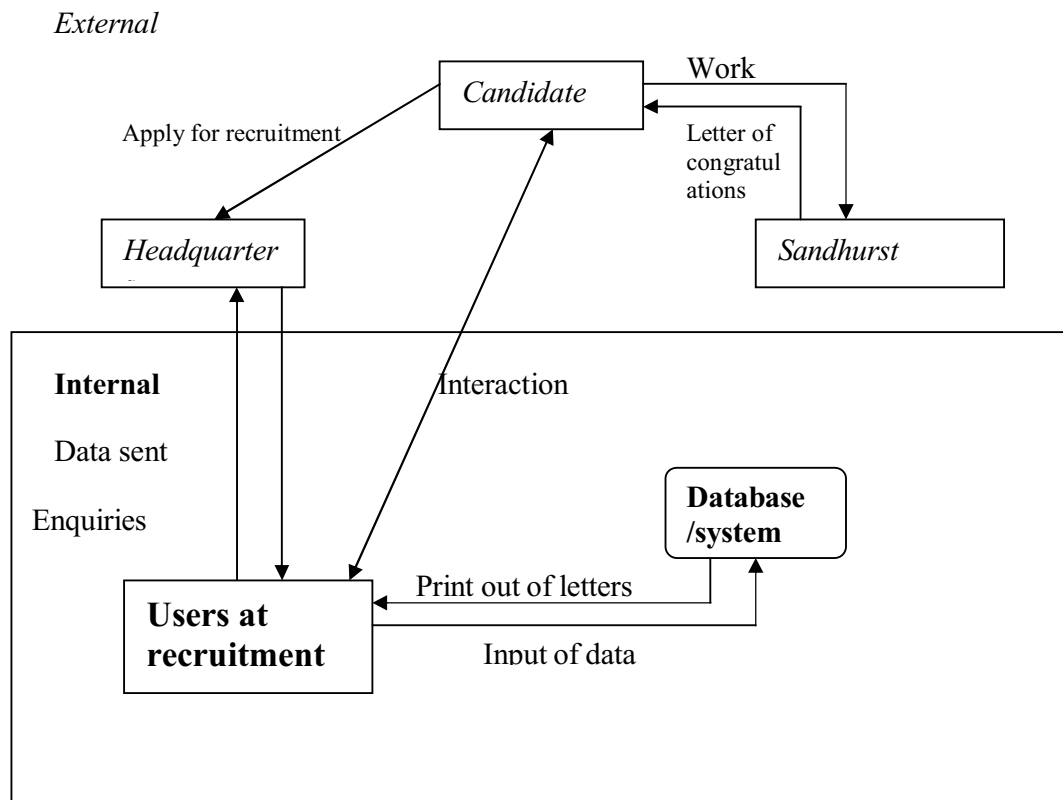 External
Candidate
Work
Apply for recruitment
Letter of
congratul
ations
Headquarter
Sandhurst
Internal
Interaction
Data sent
Enquiries
Database
/system
Print out of letters
Users at
recruitment
Input of data